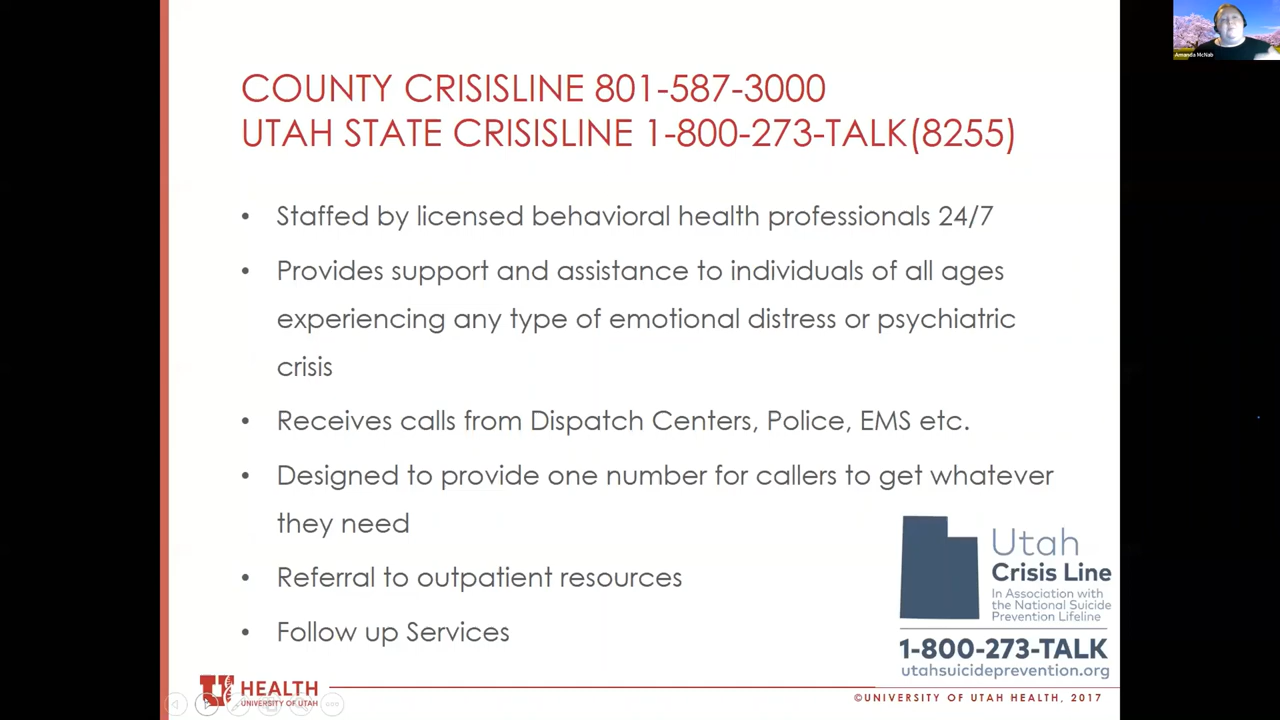 Amanda McNab
COUNTY CRISISLINE 801-587-3000
UTAH STATE CRISISLINE 1-800-273-TALK(8255)
• Staffed by licensed behavioral health professionals 24/7
• Provides support and assistance to individuals of all ages
experiencing any type of emotional distress or psychiatric
crisis
• Receives calls from Dispatch Centers, Police, EMS etc.
• Designed to provide one number for callers to get whatever
they need
• Referral to outpatient resources
• Follow up Services
Utah
Crisis Line
In Association with
the National Suicide
Prevention Lifeline
1-800-273-TALK
utahsuicideprevention.org
U HEALTH
UNIVERSITY OF UTAH
©UNIVERSITY OF UTAH HEALTH, 2017